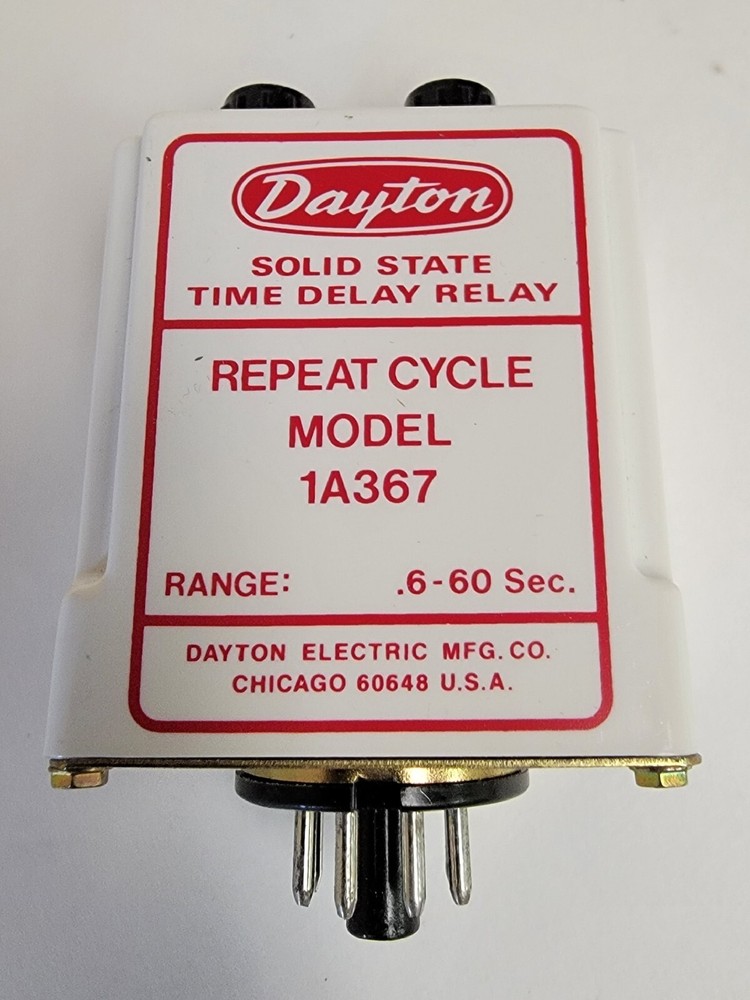 Dayton
SOLID STATE
TIME DELAY RELAY
REPEAT CYCLE
MODEL
1A367
RANGE: .6-60 Sec.
DAYTON ELECTRIC MFG. CO.
CHICAGO 60648 U.S.A.